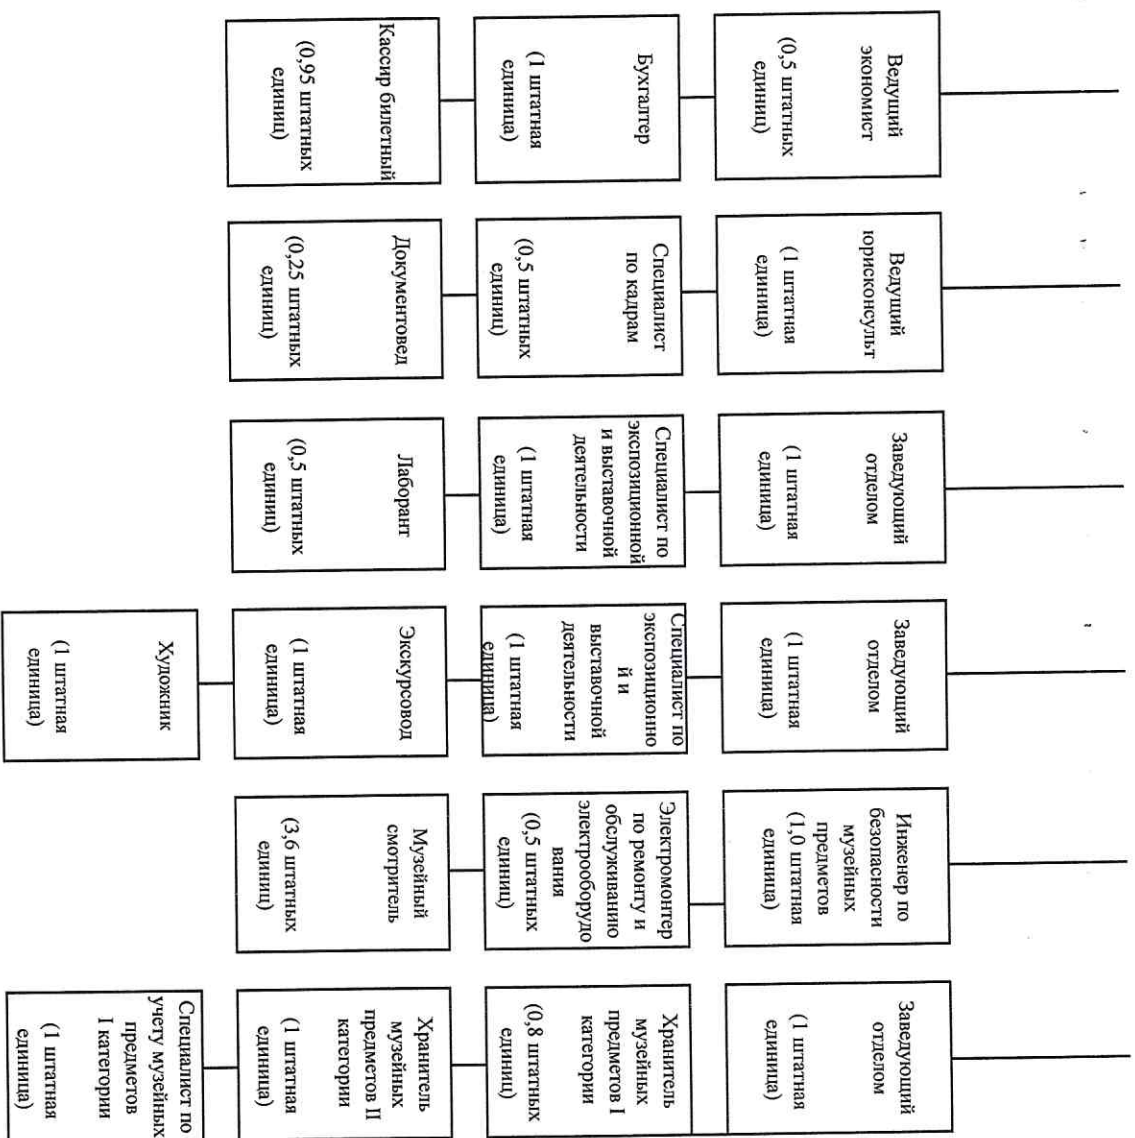 Ведущий
экономист
(0,5 штатных
единиц)
Ведущий
юрисконсульт
(1 штатная
единица)
Заведующий
отделом
(1 штатная
единица)
Заведующий
отделом
(1 штатная
единица)
Инженер по
безопасности
музейных
предметов
(1,0 штатная
единица)
Заведующий
отделом
(1 штатная
единица)
Бухгалтер
(1 штатная
единица)
Специалист
по кадрам
(0,5 штатных
единиц)
Специалист по
экспозиционной
и выставочной
деятельности
(1 штатная
единица)
Специалист по
экспозиционно
й и
выставочной
деятельности
(1 штатная
единица)
Электромонтер
по ремонту и
обслуживанию
электрооборудо
вания
(0,5 штатных
единиц)
Хранитель
музейных
предметов I
категории
(0,8 штатных
единиц)
Кассир билетный
(0,95 штатных
единиц)
Документовед
(0,25 штатных
единиц)
Лаборант
(0,5 штатных
единиц)
Экскурсовод
(1 штатная
единица)
Музейный
смотритель
(3,6 штатных
единиц)
Хранитель
музейных
предметов II
категории
(1 штатная
единица)
Художник
(1 штатная
единица)
Специалист по
учету музейных
предметов
I категории
(1 штатная
единица)